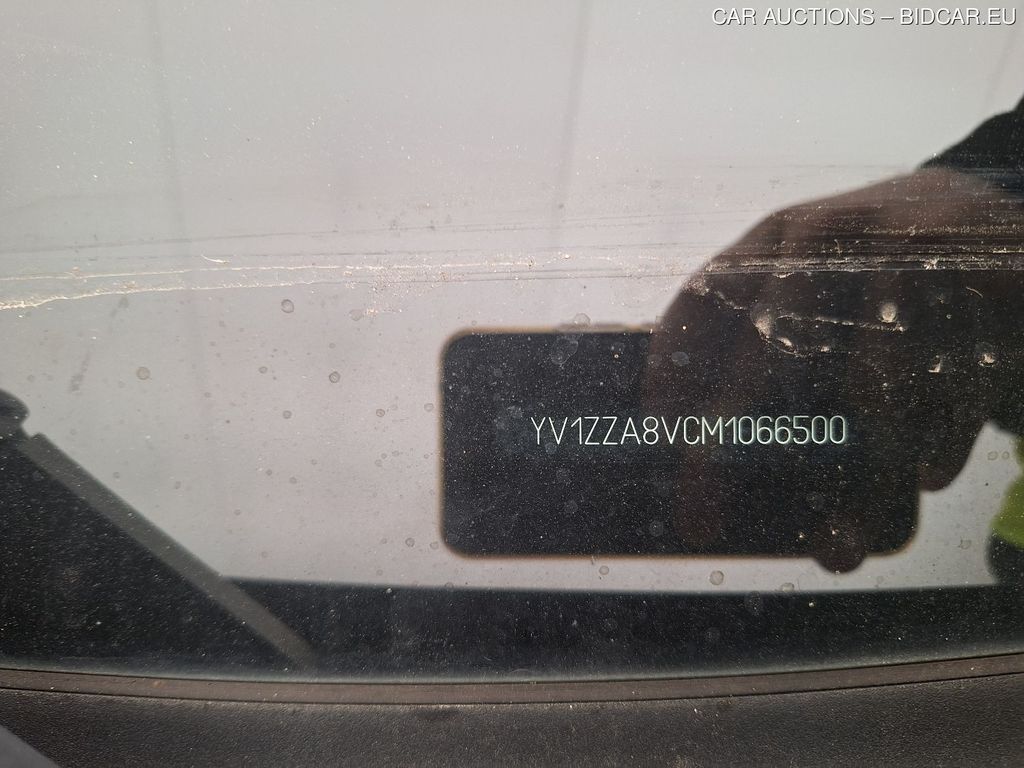 CAR AUCTIONS – BIDCAR.EU
YV1ZZA8VCM1066500